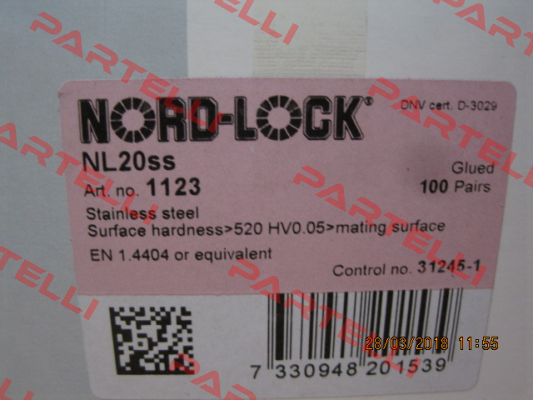 NORD-LOCK®
DNV cert. D-3029
NL20ss
Glued
Art. no. 1123
100 Pairs
Stainless steel
Surface hardness>520 HV0.05>mating surface
EN 1.4404 or equivalent
Control no. 31245-1
28/03/2018 11:55
7 330948 201539
PARTELLI
PARTELLI
PARTELLI
PARTELLI
PARTELLI